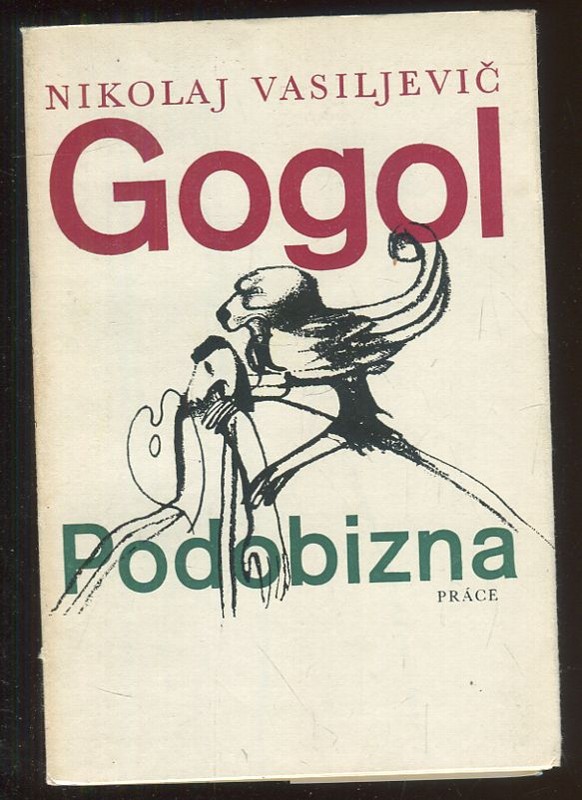 NIKOLAJ VASILJEVIČ
Gogol
Podobizna
PRÁCE